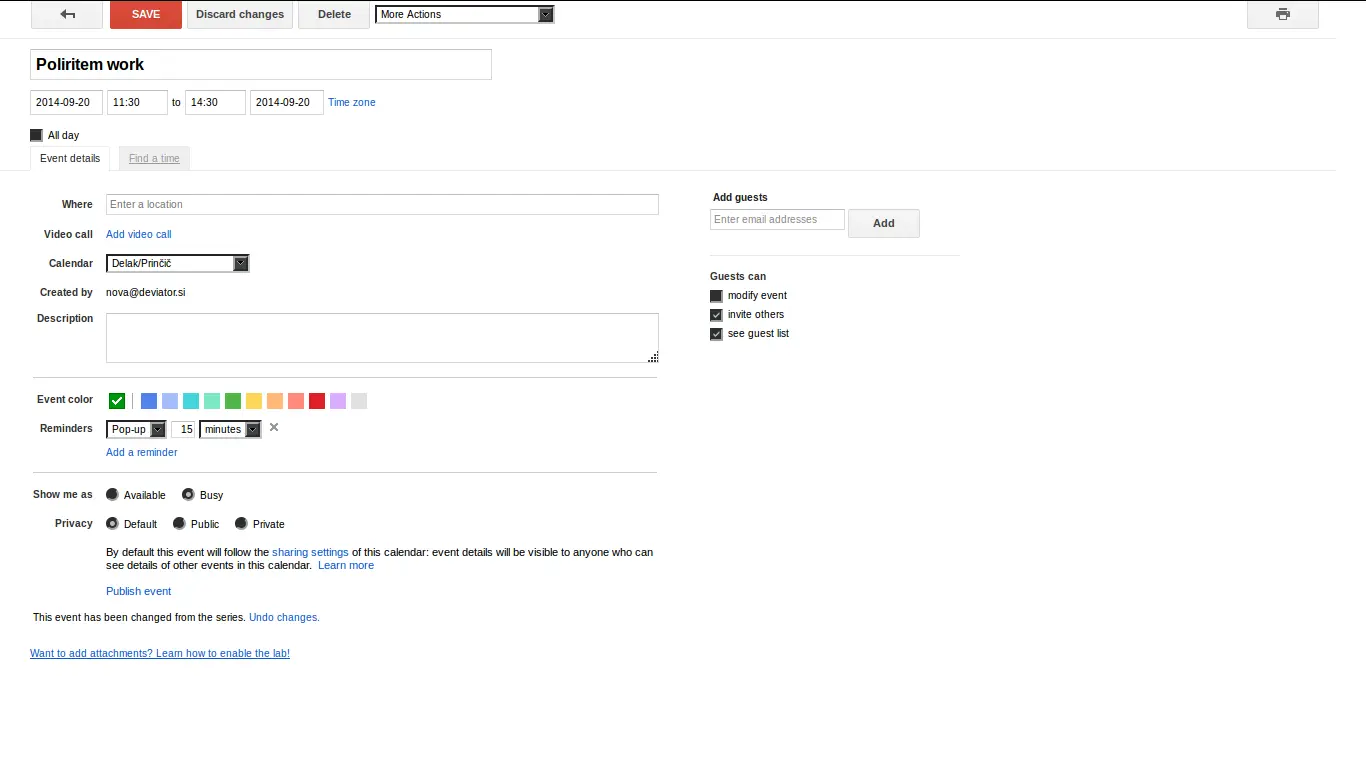 SAVE Discard changes Delete More Actions
Poliritem work
2014-09-20 11:30 to 14:30 2014-09-20 Time zone
All day
Event details Find a time
Where Enter a location
Video call Add video call
Calendar Delak/Prinčič
Created by nova@deviator.si
Description
Event color
Reminders Pop-up 15 minutes
Add a reminder
Show me as Available Busy
Privacy Default Public Private
By default this event will follow the sharing settings of this calendar: event details will be visible to anyone who can
see details of other events in this calendar. Learn more
Publish event
This event has been changed from the series. Undo changes.
Want to add attachments? Learn how to enable the lab!
Add guests
Enter email addresses Add
Guests can
modify event
invite others
see guest list